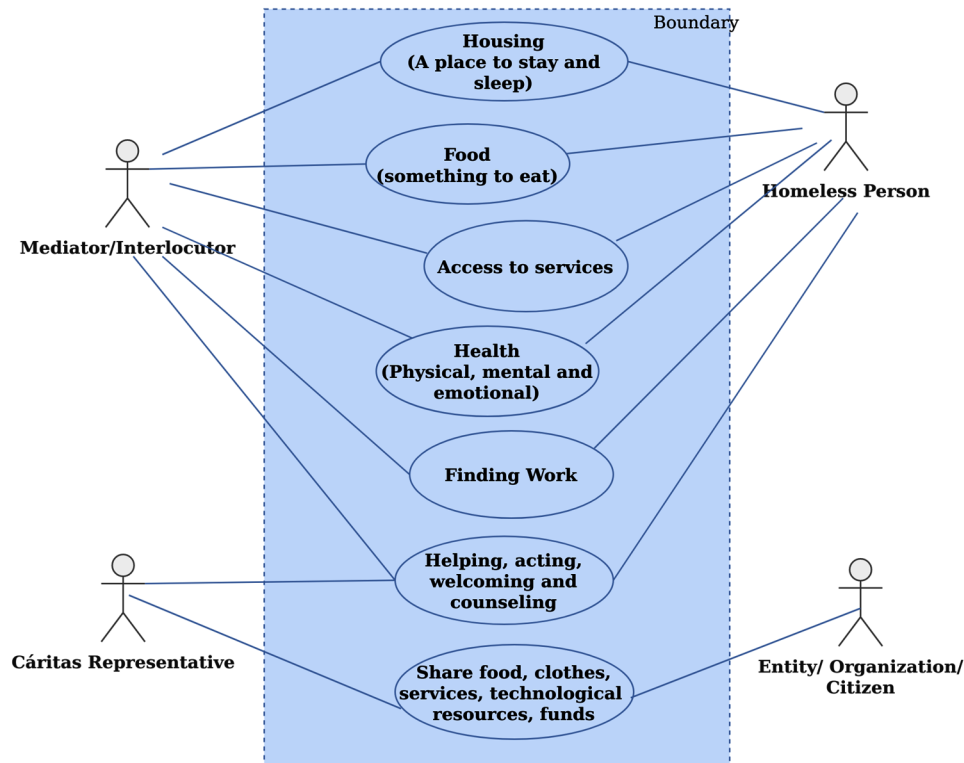 Boundary
Housing
(A place to stay and
sleep)
Food
(something to eat)
Homeless Person
Mediator/Interlocutor
Access to services
Health
(Physical, mental and
emotional)
Finding Work
Helping, acting,
welcoming and
counseling
Cáritas Representative
Share food, clothes,
services, technological
resources, funds
Entity/ Organization/
Citizen